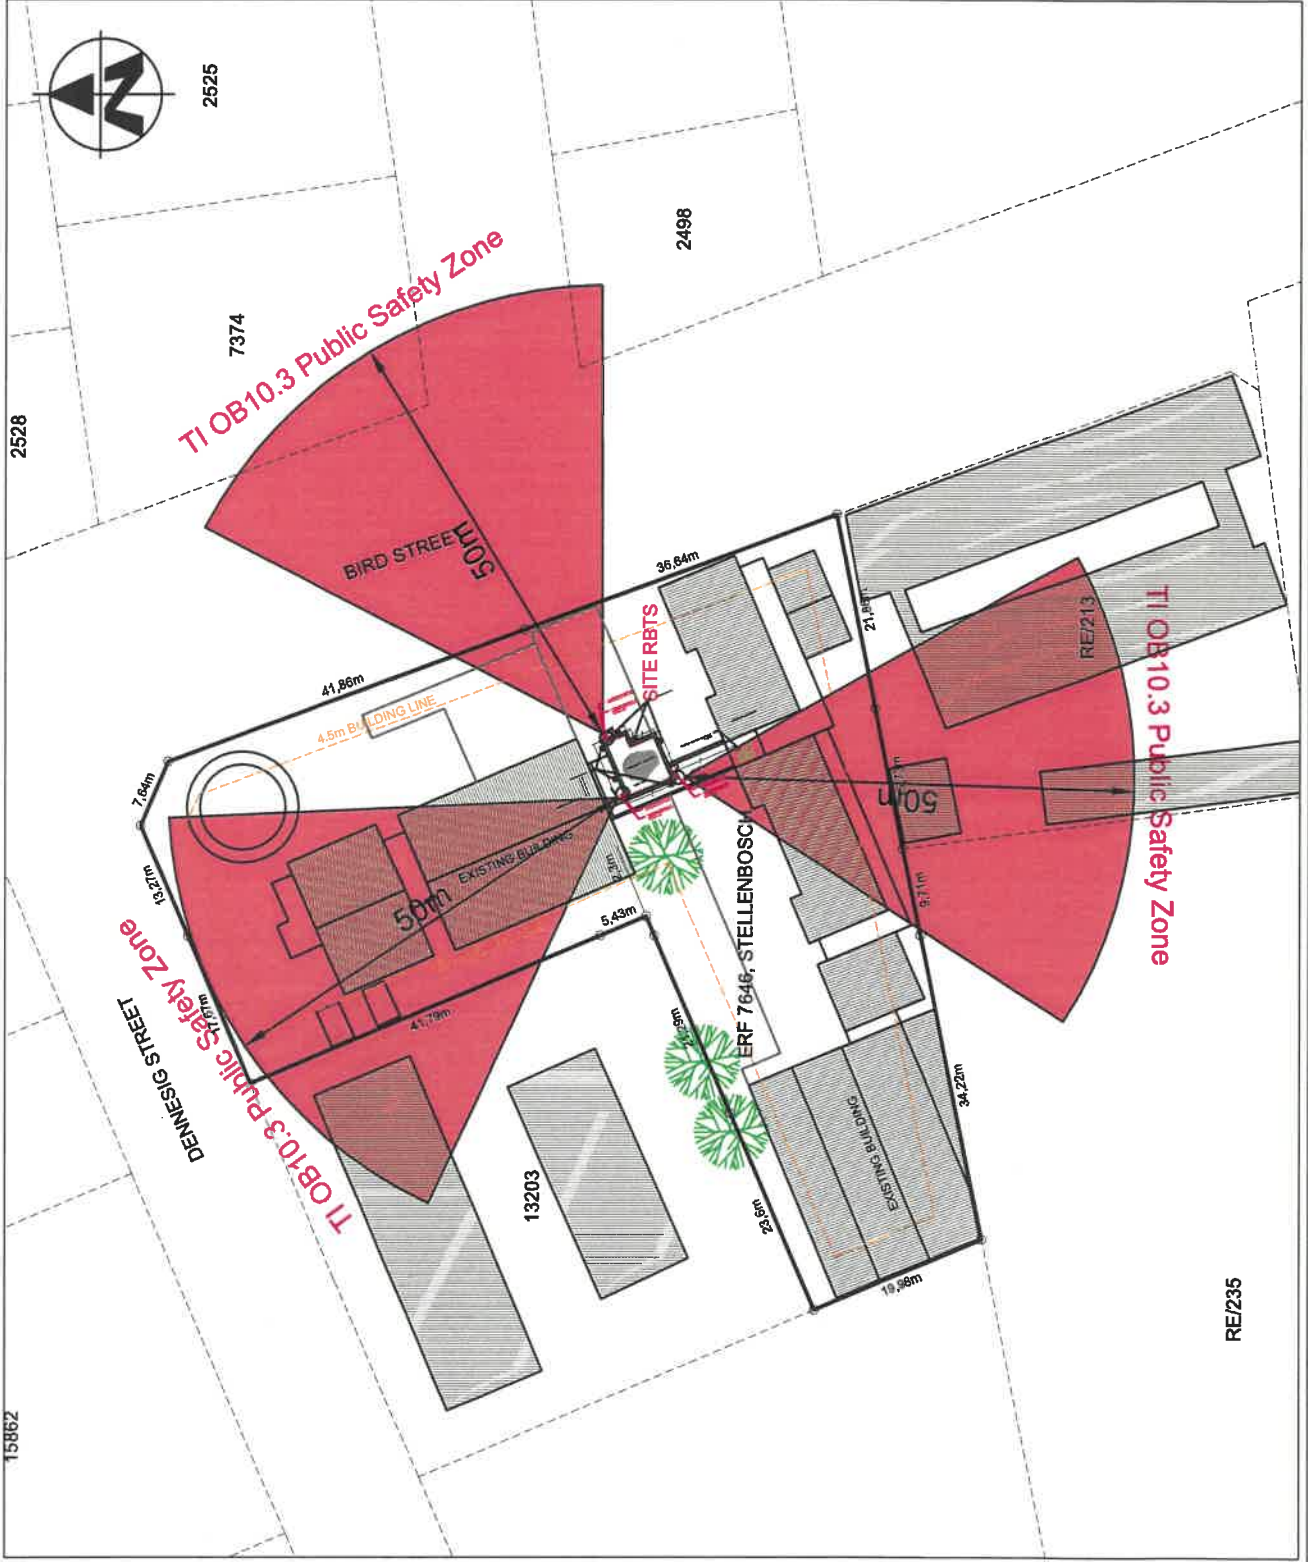 N
2525
2528
7374
2498
TI OB10.3 Public Safety Zone
BIRD STREET
50m
36,64m
41,86m
4.5m BUILDING LINE
SITE RBTS
7,64m
13,27m
17,67m
DENNESIG STREET
TI OB10.3 Public Safety Zone
50m
EXISTING BUILDING
5,43m
41,79m
ERF 7646, STELLENBOSCH
50m
RE/213
TI OB10.3 Public Safety Zone
9,71m
34,22m
EXISTING BUILDING
23,6m
19,98m
13203
15862
RE/235